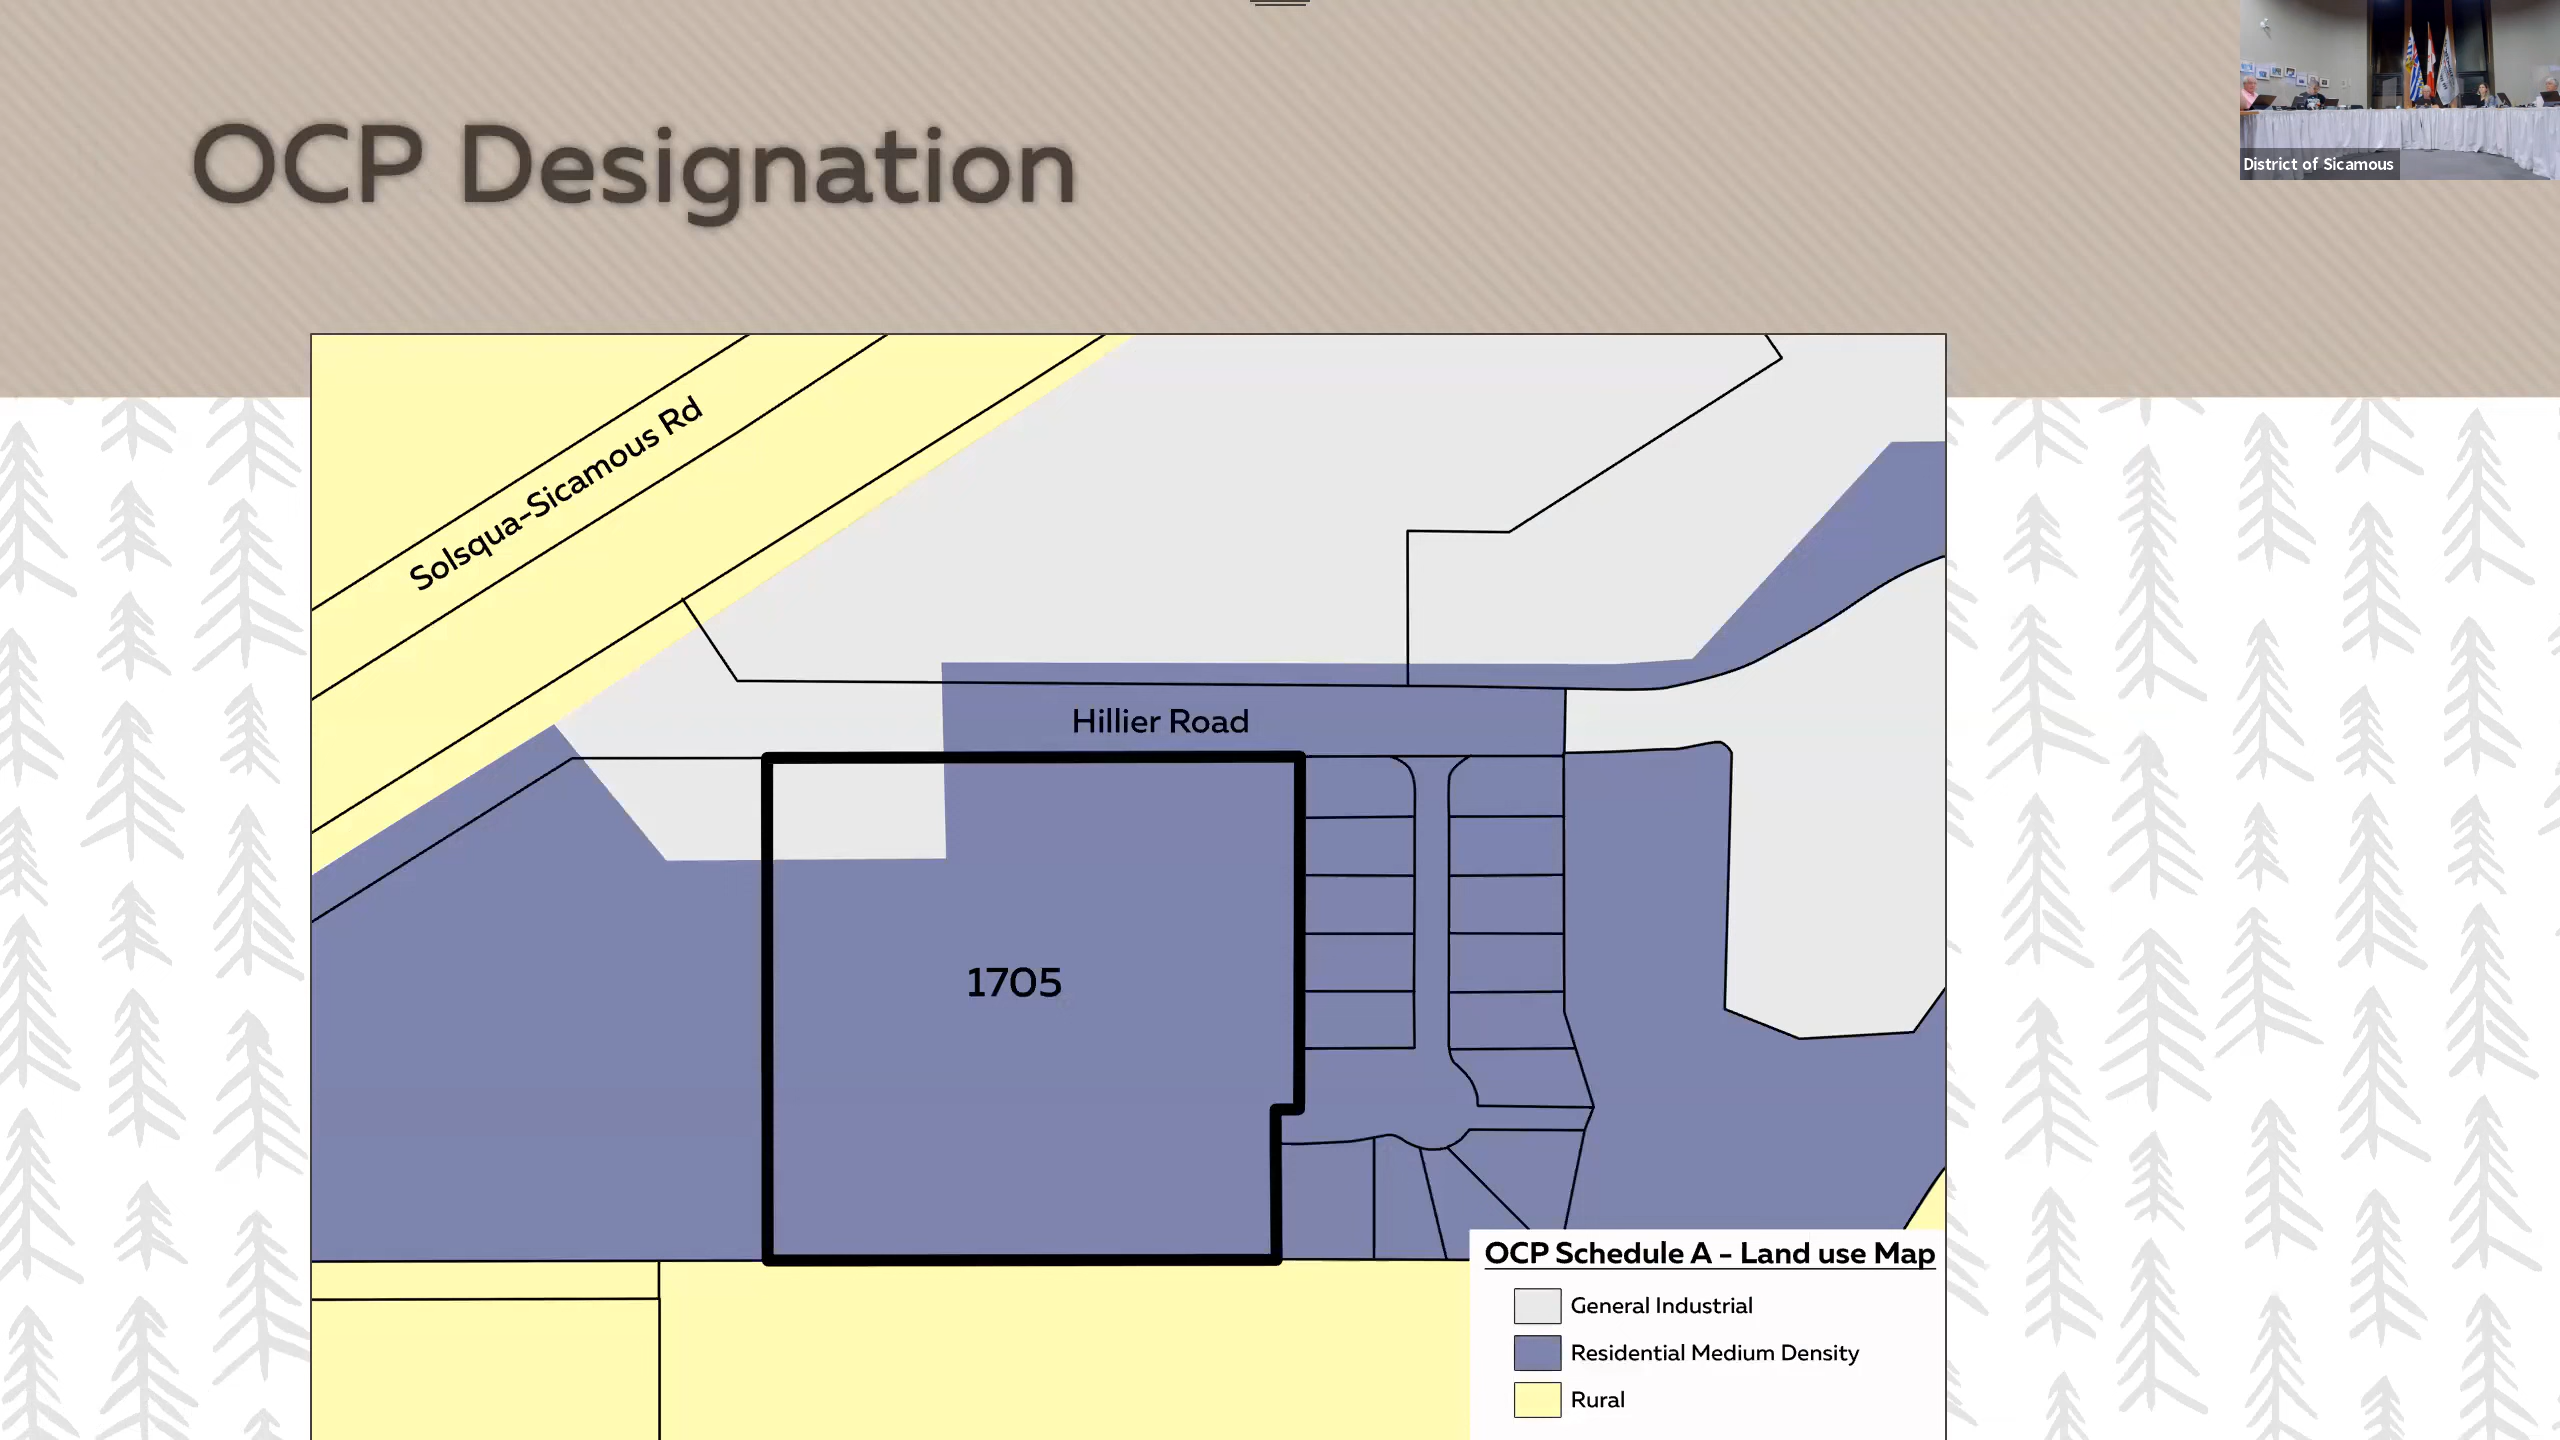 OCP Designation
District of Sicamous
Solsqua-Sicamous Rd
Hillier Road
1705
OCP Schedule A - Land use Map
General Industrial
Residential Medium Density
Rural